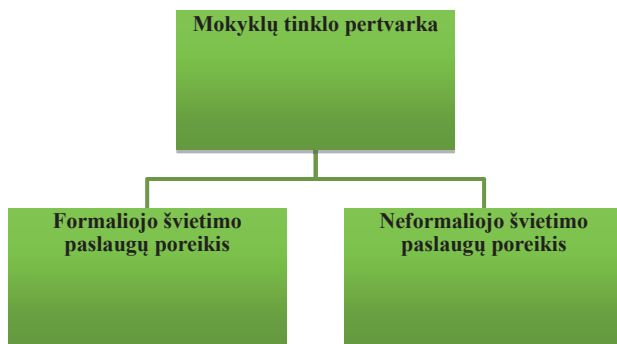 Mokyklų tinklo pertvarka
Formaliojo švietimo
paslaugų poreikis
Neformaliojo švietimo
paslaugų poreikis